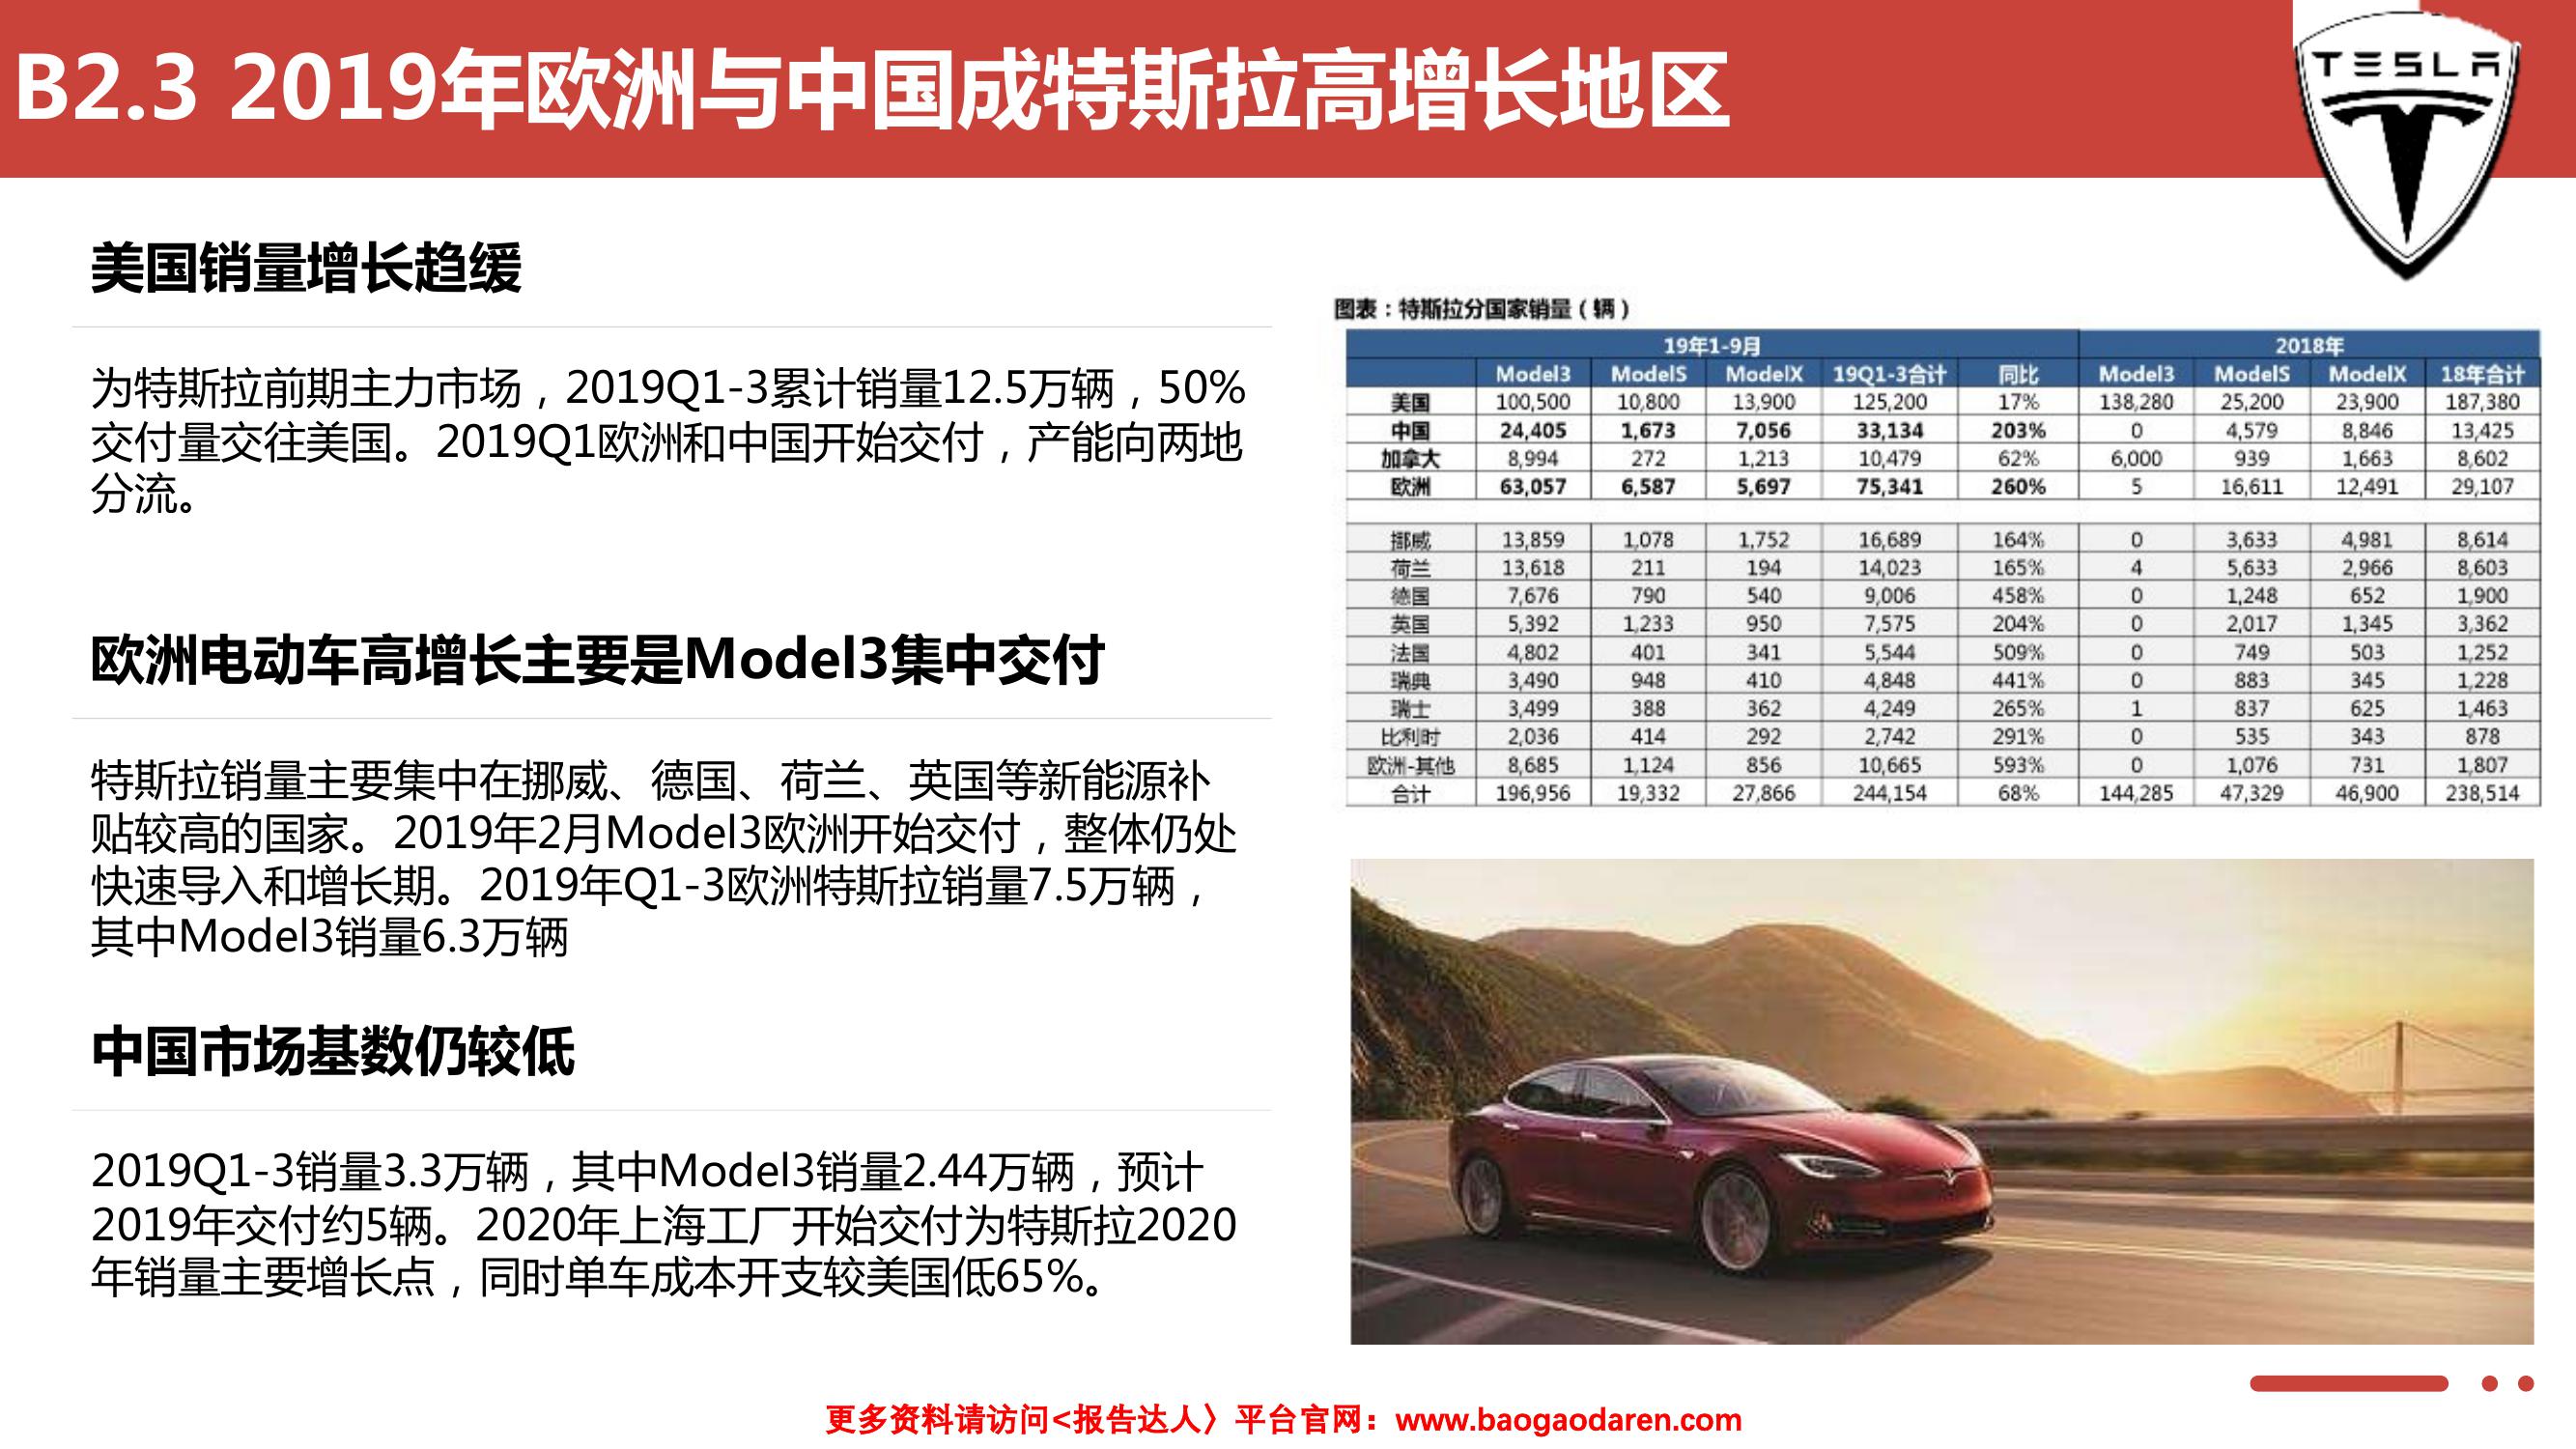 B2.3 2019年欧洲与中国成特斯拉高增长地区
TESLA
美国销量增长趋缓
为特斯拉前期主力市场，2019Q1-3累计销量12.5万辆，50%
交付量交往美国。2019Q1欧洲和中国开始交付，产能向两地
分流。
欧洲电动车高增长主要是Model3集中交付
特斯拉销量主要集中在挪威、德国、荷兰、英国等新能源补
贴较高的国家。2019年2月Model3欧洲开始交付，整体仍处
快速导入和增长期。2019年Q1-3欧洲特斯拉销量7.5万辆，
其中Model3销量6.3万辆
中国市场基数仍较低
2019Q1-3销量3.3万辆，其中Model3销量2.44万辆，预计
2019年交付约5辆。2020年上海工厂开始交付为特斯拉2020
年销量主要增长点，同时单车成本开支较美国低65%。
图表：特斯拉分国家销量（辆）
19年1-9月 2018年
Model3 ModelS ModelX 19Q1-3合计 同比 Model3 ModelS ModelX 18年合计
美国 100,500 10,800 13,900 125,200 17% 138,280 25,200 23,900 187,380
中国 24,405 1,673 7,056 33,134 203% 0 4,579 8,846 13,425
加拿大 8,994 272 1,213 10,479 62% 6,000 939 1,663 8,602
欧洲 63,057 6,587 5,697 75,341 260% 5 16,611 12,491 29,107
挪威 13,859 1,078 1,752 16,689 164% 0 3,633 4,981 8,614
荷兰 13,618 211 194 14,023 165% 4 5,633 2,966 8,603
德国 7,676 790 540 9,006 458% 0 1,248 652 1,900
英国 5,392 1,233 950 7,575 204% 0 2,017 1,345 3,362
法国 4,802 401 341 5,544 509% 0 749 503 1,252
瑞典 3,490 948 410 4,848 441% 0 883 345 1,228
瑞士 3,499 388 362 4,249 265% 1 837 625 1,463
比利时 2,036 414 292 2,742 291% 0 535 343 878
欧洲-其他 8,685 1,124 856 10,665 593% 0 1,076 731 1,807
合计 196,956 19,332 27,866 244,154 68% 144,285 47,329 46,900 238,514
更多资料请访问<报告达人〉平台官网：www.baogaodaren.com